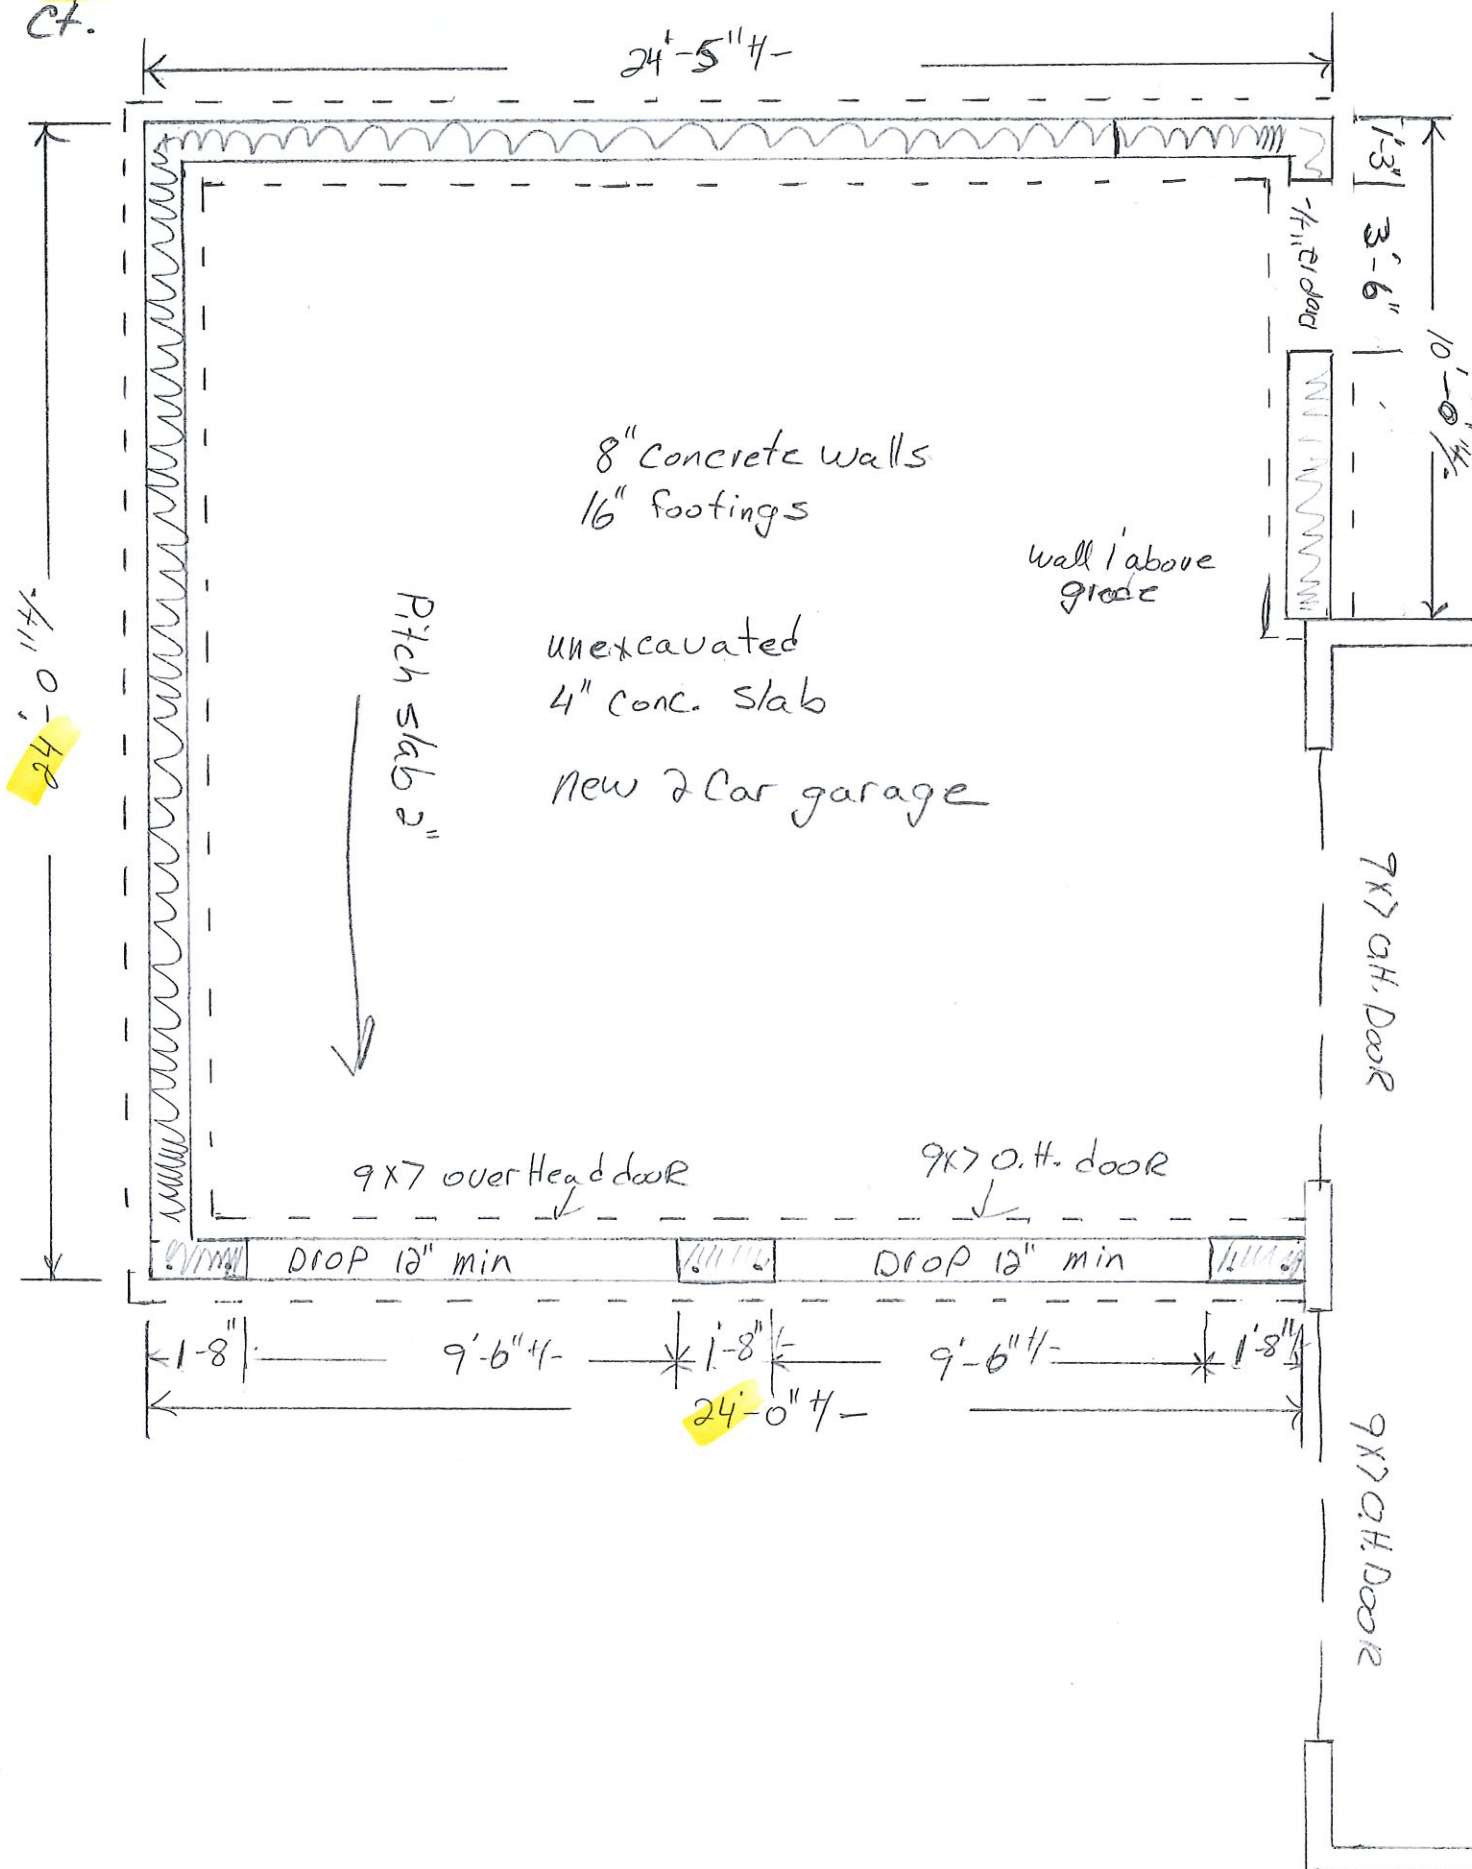 Ct.
24'-5" +/-
1'-3"
3'-6"
Drop 12" +/-
10'-0" +/-
8" concrete walls
16" footings
wall 1' above
grade
unexcavated
4" conc. slab
new 2 Car garage
Pitch slab 2"
24'-0" +/-
9x7 O.H. DooR
9x7 overHead dooR
9x7 O.H. dooR
Drop 12" min
Drop 12" min
1-8"
9'-6" +/-
1'-8"
9'-6" +/-
1'-8"
24'-0" +/-
9x7 O.H. DooR